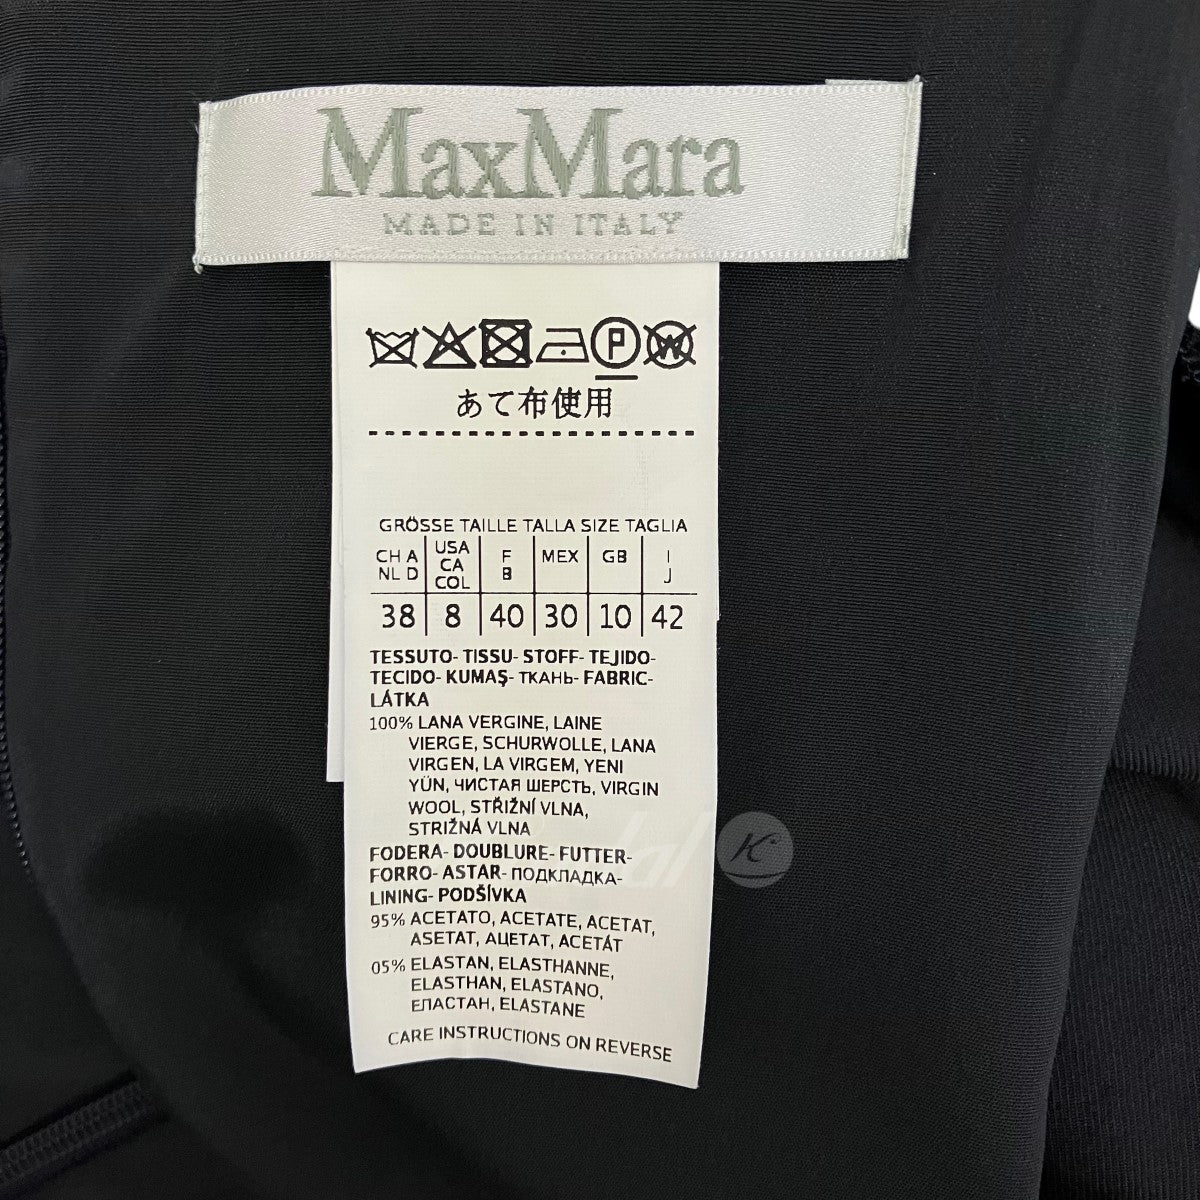 MaxMara
MADE IN ITALY
P W
あて布使用
GRÖSSE TAILLE TALLA SIZE TAGLIA
CH A NL D USA CA COL F B MEX GB I J
38 8 40 30 10 42
TESSUTO- TISSU- STOFF- TEJIDO-
TECIDO- KUMAŞ- ТКАНЬ- FABRIC-
LÁTKA
100% LANA VERGINE, LAINE
VIERGE, SCHURWOLLE, LANA
VIRGEN, LA VIRGEM, YENI
YÜN, ЧИСТАЯ ШЕРСТЬ, VIRGIN
WOOL, STŘIŽNÍ VLNA,
STRIŽNÁ VLNA
FODERA- DOUBLURE- FUTTER-
FORRO- ASTAR- ПОДКЛАДКА-
LINING- PODŠÍVKA
95% ACETATO, ACETATE, ACETAT,
ASETAT, АЦЕТАТ, ACETÁT
05% ELASTAN, ELASTHANNE,
ELASTHAN, ELASTANO,
ЕЛАСТАН, ELASTANE
CARE INSTRUCTIONS ON REVERSE
K